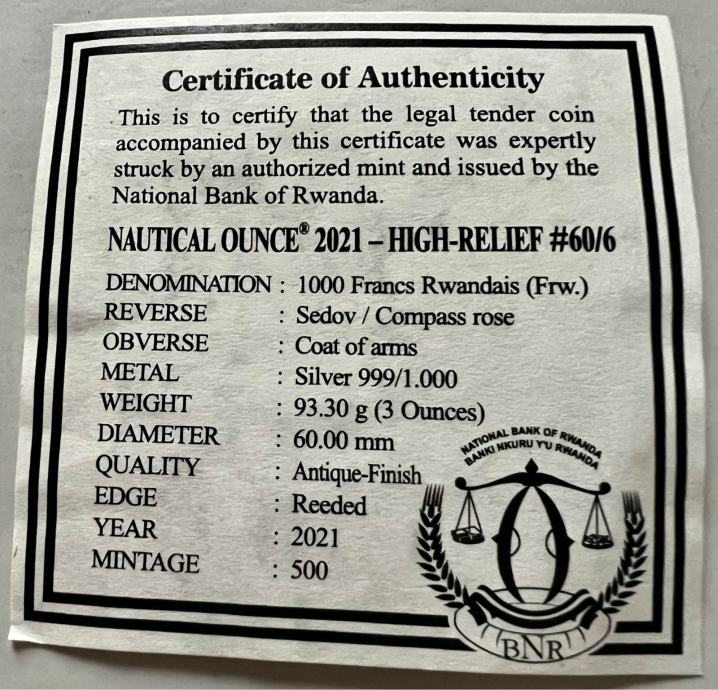 Certificate of Authenticity
This is to certify that the legal tender coin
accompanied by this certificate was expertly
struck by an authorized mint and issued by the
National Bank of Rwanda.
NAUTICAL OUNCE® 2021 – HIGH-RELIEF #60/6
DENOMINATION : 1000 Francs Rwandais (Frw.)
REVERSE : Sedov / Compass rose
OBVERSE : Coat of arms
METAL : Silver 999/1.000
WEIGHT : 93.30 g (3 Ounces)
DIAMETER : 60.00 mm
QUALITY : Antique-Finish
EDGE : Reeded
YEAR : 2021
MINTAGE : 500
NATIONAL BANK OF RWANDA
BANKI NKURU Y'U RWANDA
BNR